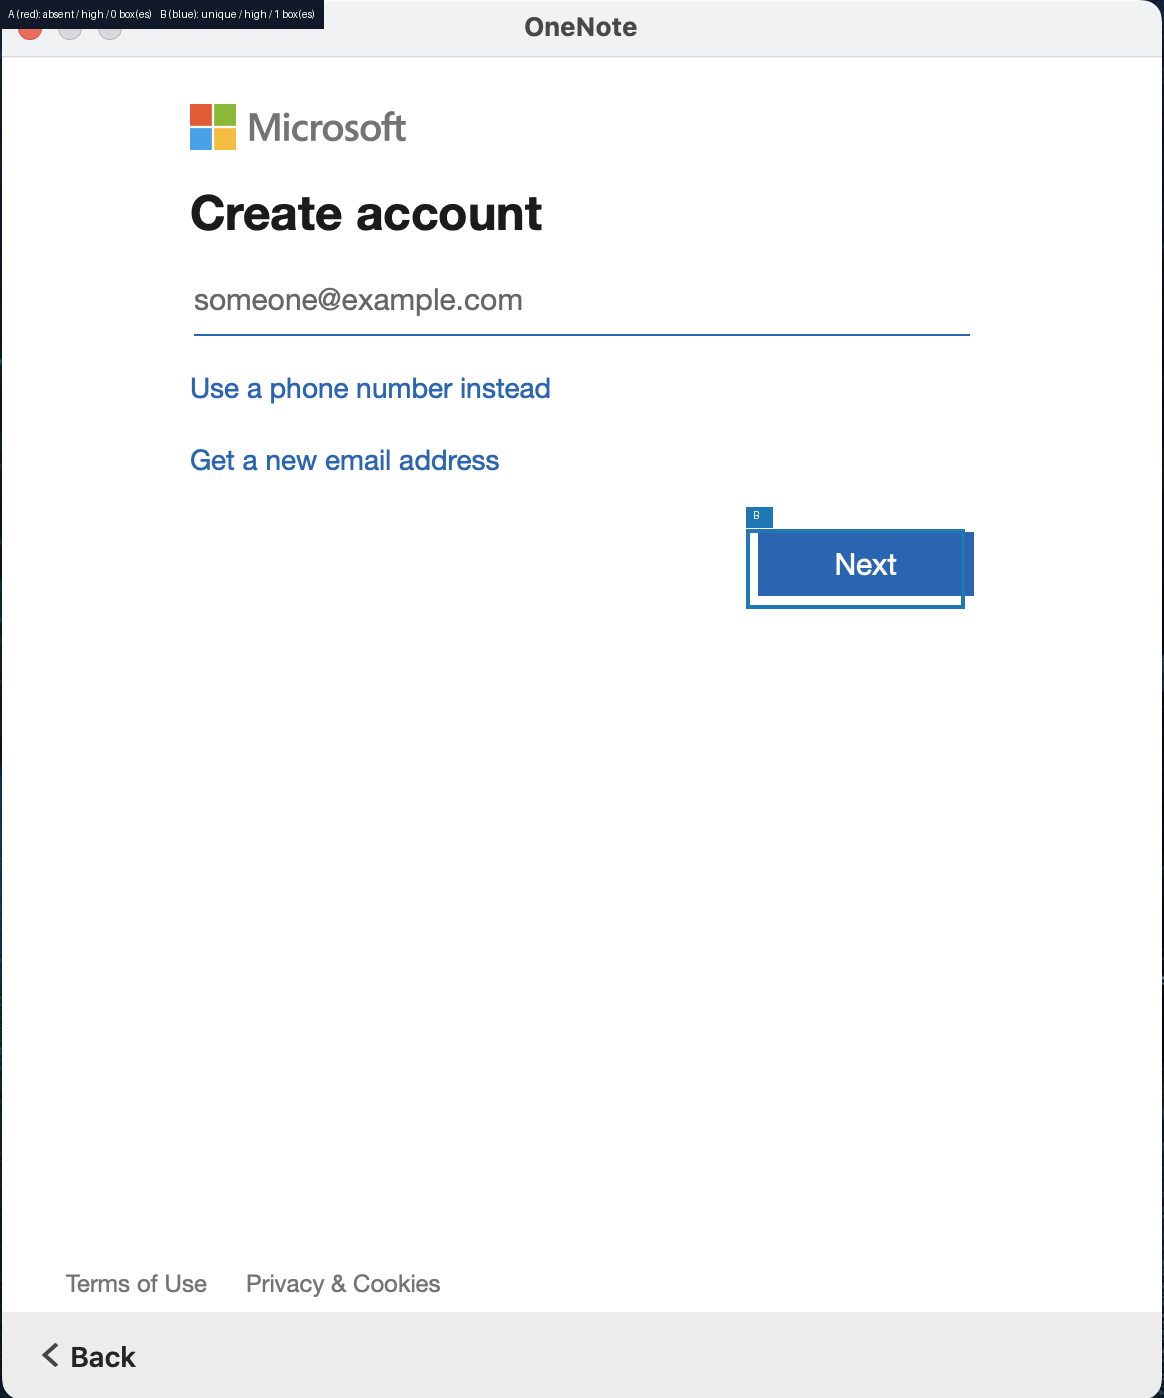 A (red): absent / high / 0 box(es)   B (blue): unique / high / 1 box(es)
OneNote
Microsoft
Create account
someone@example.com
Use a phone number instead
Get a new email address
B
Next
Terms of Use   Privacy & Cookies
Back